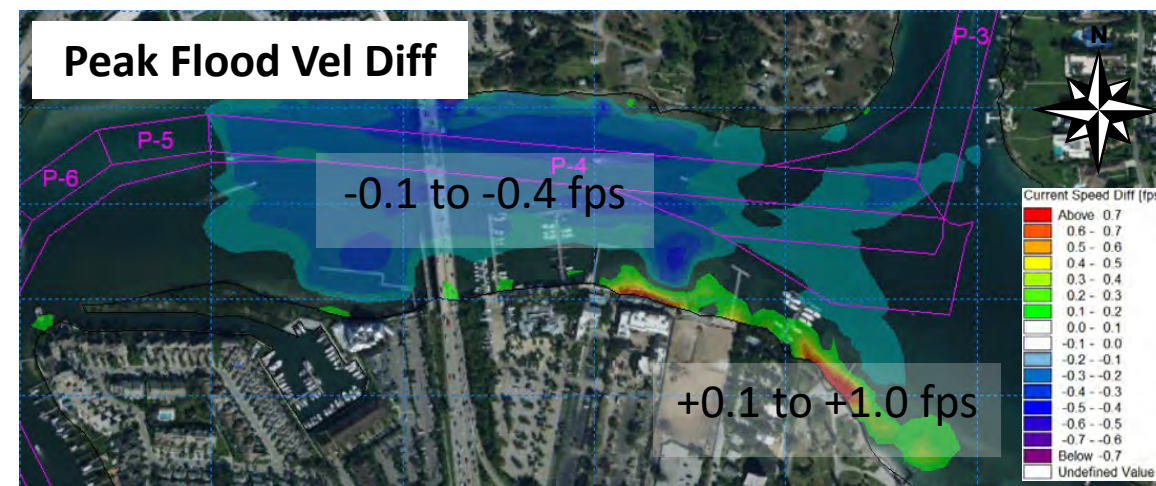 Peak Flood Vel Diff
P-3
N
P-5
P-4
P-6
-0.1 to -0.4 fps
+0.1 to +1.0 fps
Current Speed Diff [fps
Above 0.7
0.6 - 0.7
0.5 - 0.6
0.4 - 0.5
0.3 - 0.4
0.2 - 0.3
0.1 - 0.2
0.0 - 0.1
-0.1 - 0.0
-0.2 - -0.1
-0.3 - -0.2
-0.4 - -0.3
-0.5 - -0.4
-0.6 - -0.5
-0.7 - -0.6
Below -0.7
Undefined Value